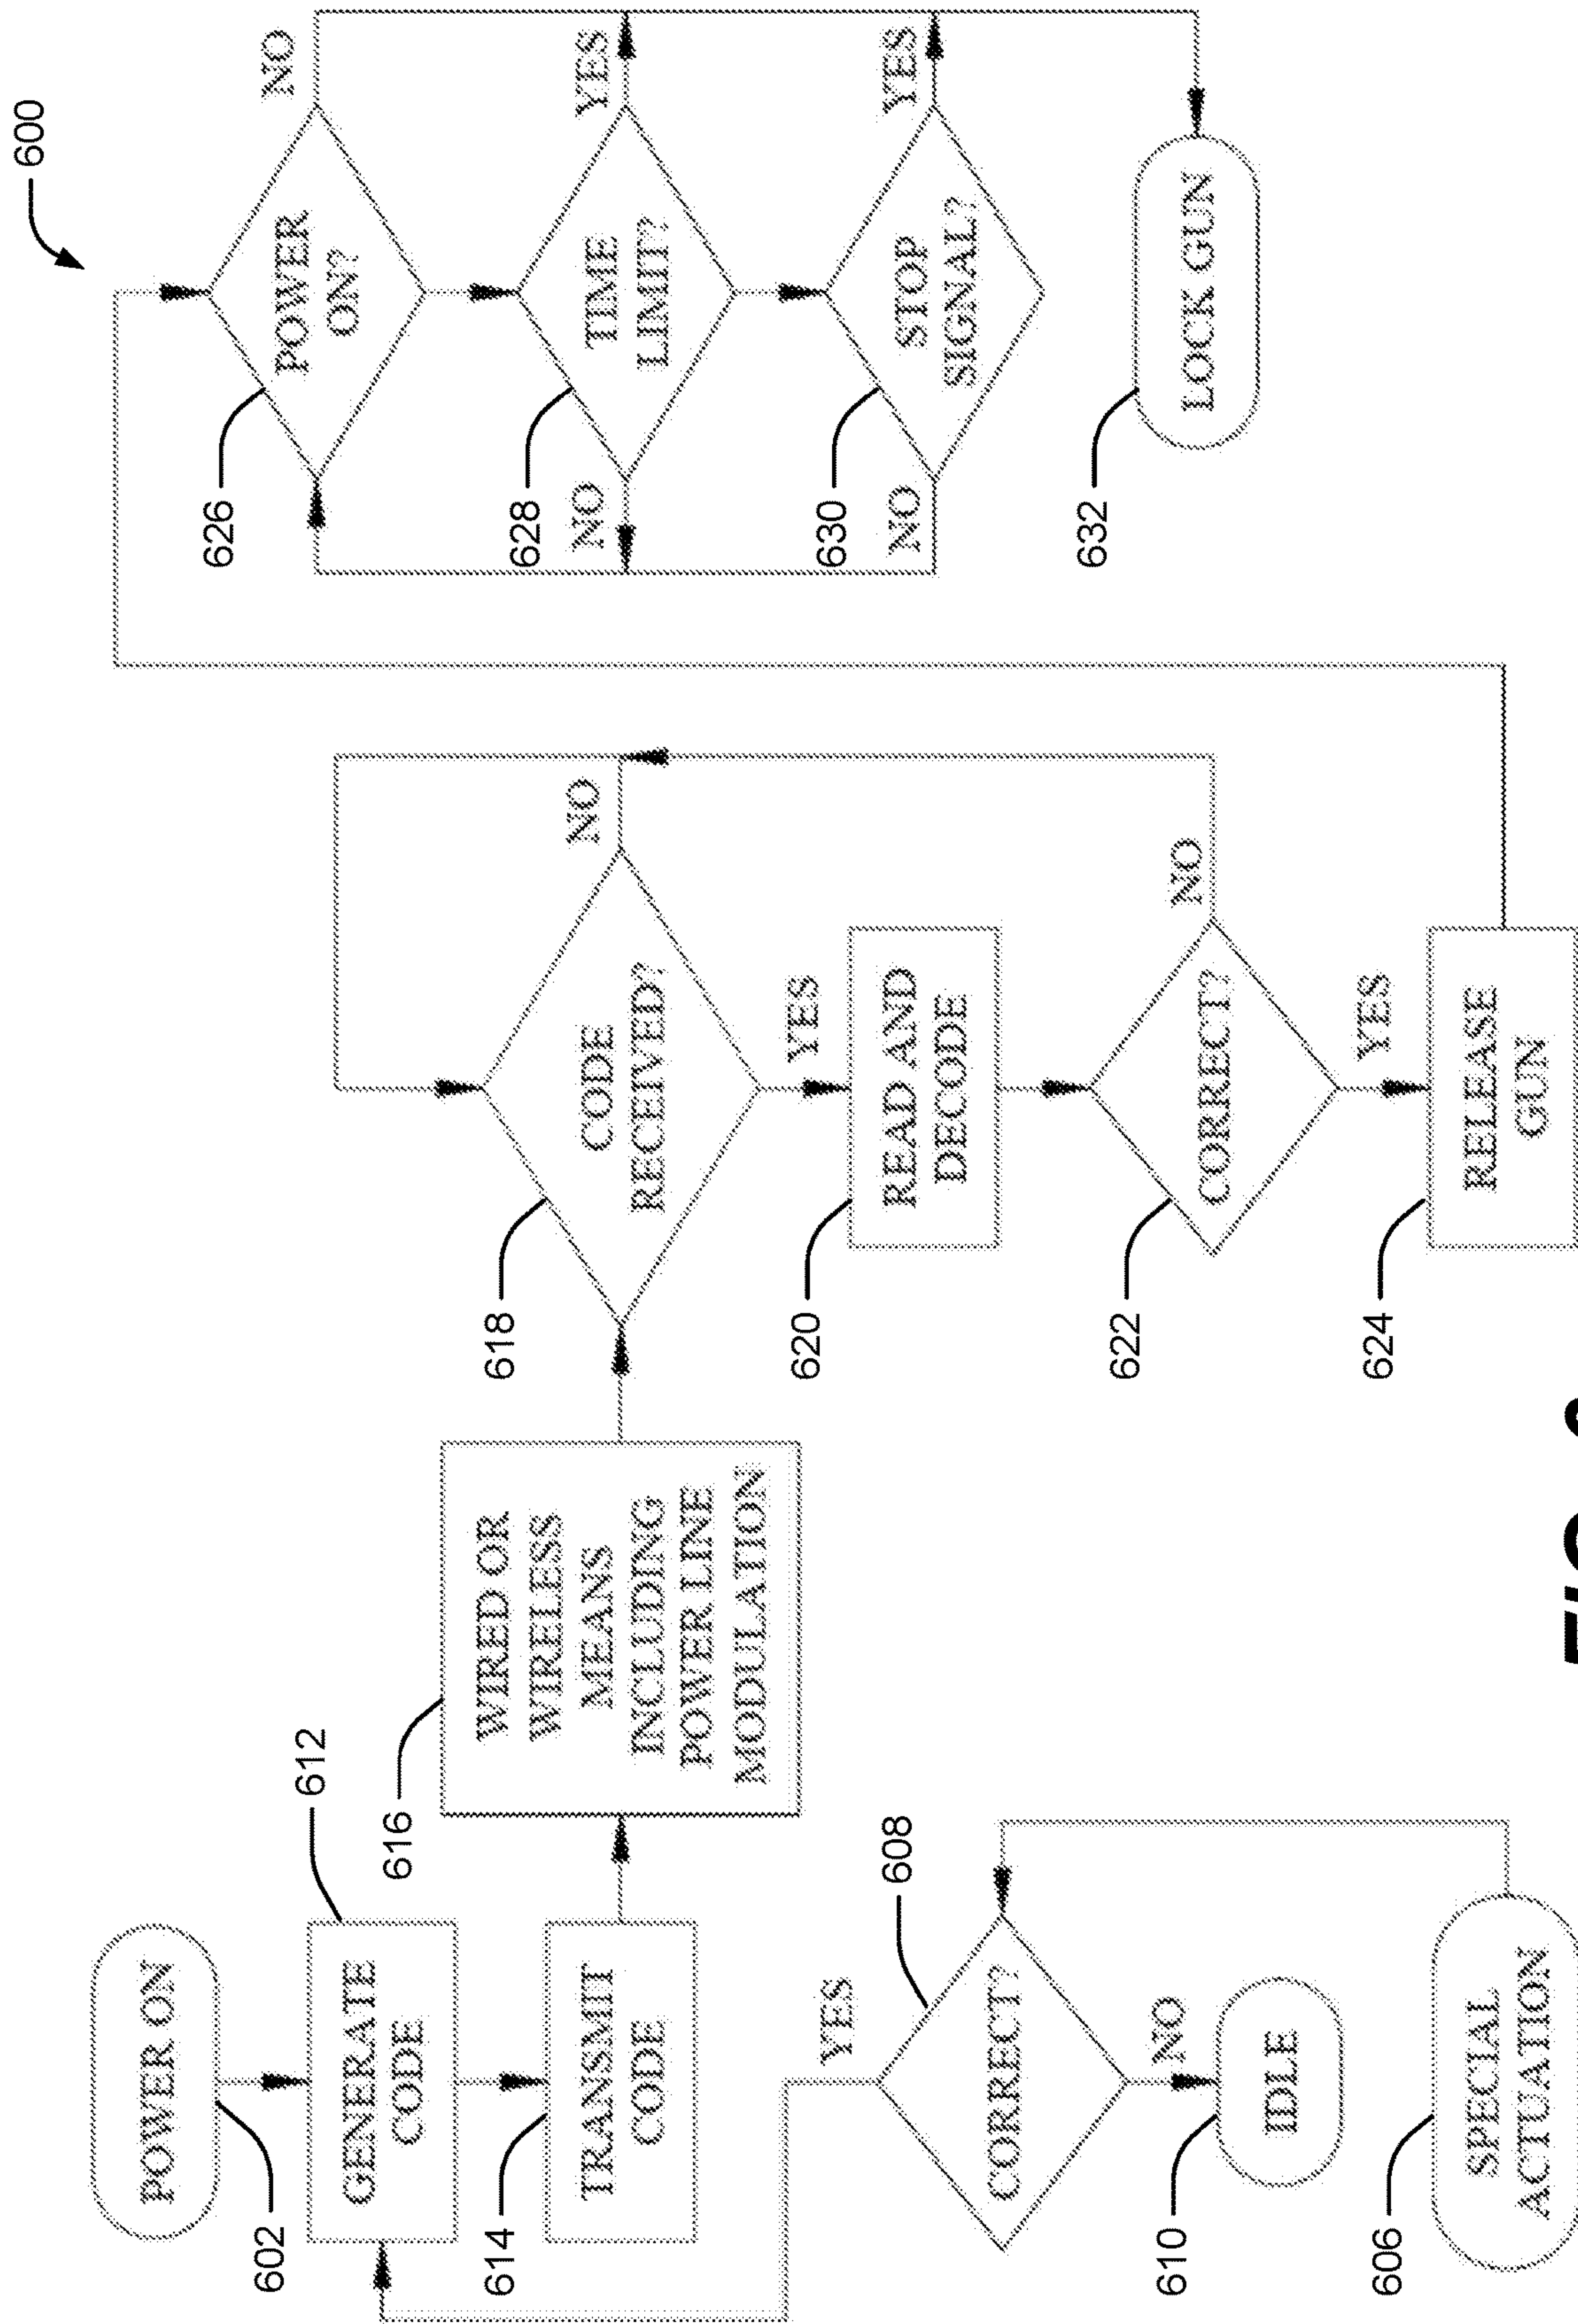 600
POWER ON
602
GENERATE
CODE
612
TRANSMIT
CODE
614
WIRED OR
WIRELESS
MEANS
INCLUDING
POWER LINE
MODULATION
616
YES
CORRECT?
608
NO
IDLE
610
SPECIAL
ACTUATION
606
CODE
RECEIVED?
618
NO
YES
READ AND
DECODE
620
CORRECT?
622
NO
YES
RELEASE
GUN
624
POWER
ON?
626
NO
TIME
LIMIT?
628
NO
YES
STOP
SIGNAL?
630
NO
YES
LOCK GUN
632